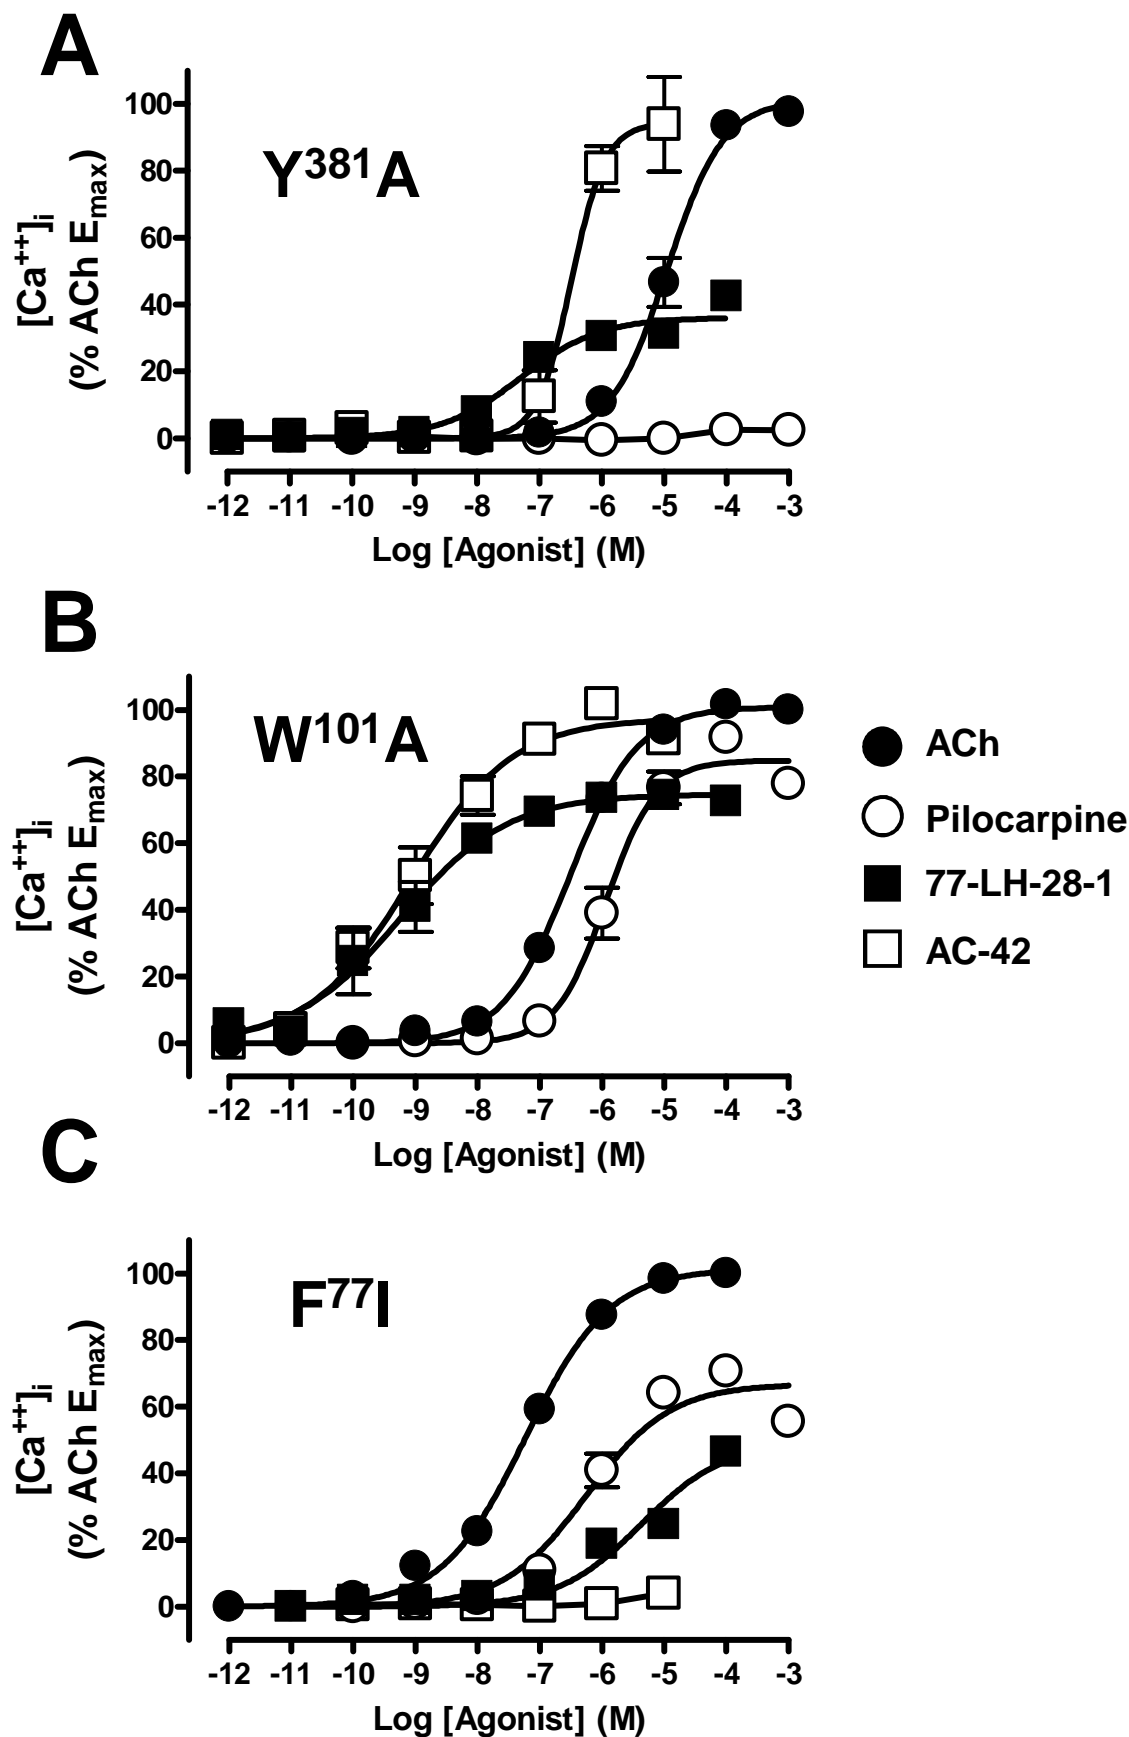 A
Y³⁸¹A
[Ca⁺⁺]ᵢ
(% ACh Eₘₐₓ)
100
80
60
40
20
0
-12 -11 -10 -9 -8 -7 -6 -5 -4 -3
Log [Agonist] (M)
B
W¹⁰¹A
[Ca⁺⁺]ᵢ
(% ACh Eₘₐₓ)
100
80
60
40
20
0
-12 -11 -10 -9 -8 -7 -6 -5 -4 -3
Log [Agonist] (M)
ACh
Pilocarpine
77-LH-28-1
AC-42
C
F⁷⁷I
[Ca⁺⁺]ᵢ
(% ACh Eₘₐₓ)
100
80
60
40
20
0
-12 -11 -10 -9 -8 -7 -6 -5 -4 -3
Log [Agonist] (M)